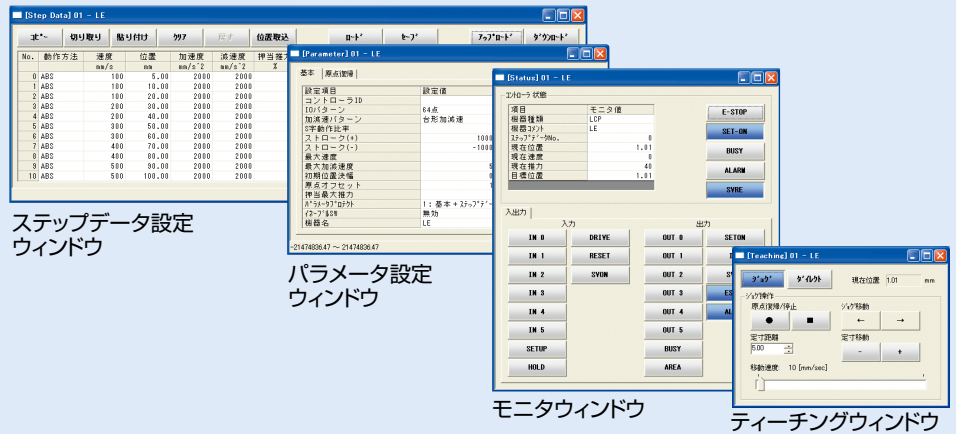 [Step Data] 01 - LE
ｺﾋﾟｰ 切り取り 貼り付け ｸﾘｱ 戻す 位置取込 ﾛｰﾄﾞ ｾｰﾌﾞ ｱｯﾌﾟﾛｰﾄﾞ ﾀﾞｳﾝﾛｰﾄﾞ
No. 動作方法 速度 位置 加速度 減速度 押当推力
mm/s mm mm/s^2 mm/s^2 %
0 ABS 100 5.00 2000 2000
1 ABS 100 10.00 2000 2000
2 ABS 100 20.00 2000 2000
3 ABS 200 30.00 2000 2000
4 ABS 200 40.00 2000 2000
5 ABS 300 50.00 2000 2000
6 ABS 300 60.00 2000 2000
7 ABS 400 70.00 2000 2000
8 ABS 400 80.00 2000 2000
9 ABS 500 90.00 2000 2000
10 ABS 500 100.00 2000 2000
ステップデータ設定
ウィンドウ
[Parameter] 01 - LE
基本 原点復帰
設定項目 設定値
コントローラID
IOパターン 64点
加減速パターン 台形加減速
S字動作比率
ストローク(+) 1000
ストローク(-) -1000
最大速度
最大加減速度
初期位置決幅
原点オフセット
押当最大推力
ﾊﾟﾗﾒｰﾀﾌﾟﾛﾃｸﾄ 1：基本＋ｽﾃｯﾌﾟﾃﾞｰ
ｲﾈｰﾌﾞﾙSW 無効
機器名 LE
-21474836.47 ～ 21474836.47
パラメータ設定
ウィンドウ
[Status] 01 - LE
ｺﾝﾄﾛｰﾗ 状態
項目 モニタ値
機器種類 LCP
機器ｺﾒﾝﾄ LE
ｽﾃｯﾌﾟﾃﾞｰﾀNo. 0
現在位置 1.01
現在速度 0
現在推力 40
目標位置 1.01
E-STOP
SET-ON
BUSY
ALARM
SVRE
入出力
入力 出力
IN 0 DRIVE OUT 0 SETON
IN 1 RESET OUT 1
IN 2 SVON OUT 2
IN 3 OUT 3
IN 4 OUT 4
IN 5 OUT 5
SETUP BUSY
HOLD AREA
モニタウィンドウ
[Teaching] 01 - LE
ｼﾞｮｸﾞ ﾀﾞｲﾚｸﾄ 現在位置 1.01 mm
ｼﾞｮｸﾞ操作
原点復帰/停止 ｼﾞｮｸﾞ移動
● ■ ← →
定寸距離 定寸移動
5.00 - +
移動速度: 10 [mm/sec]
ティーチングウィンドウ